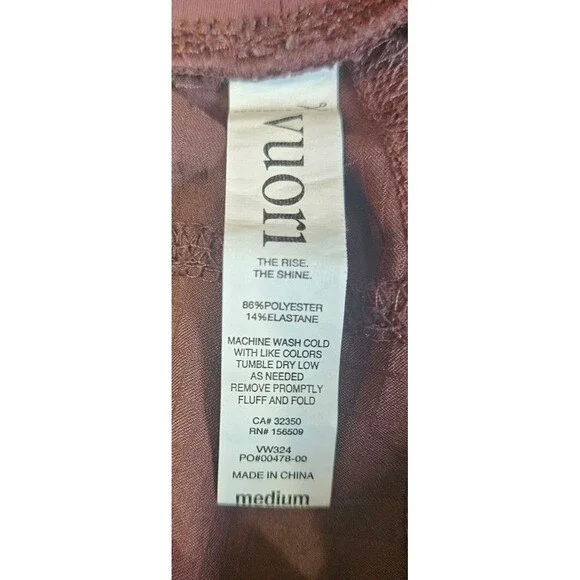 vuori
THE RISE.
THE SHINE.
86%POLYESTER
14%ELASTANE
MACHINE WASH COLD
WITH LIKE COLORS
TUMBLE DRY LOW
AS NEEDED
REMOVE PROMPTLY
FLUFF AND FOLD
CA# 32350
RN# 156509
VW324
PO#00478-00
MADE IN CHINA
medium